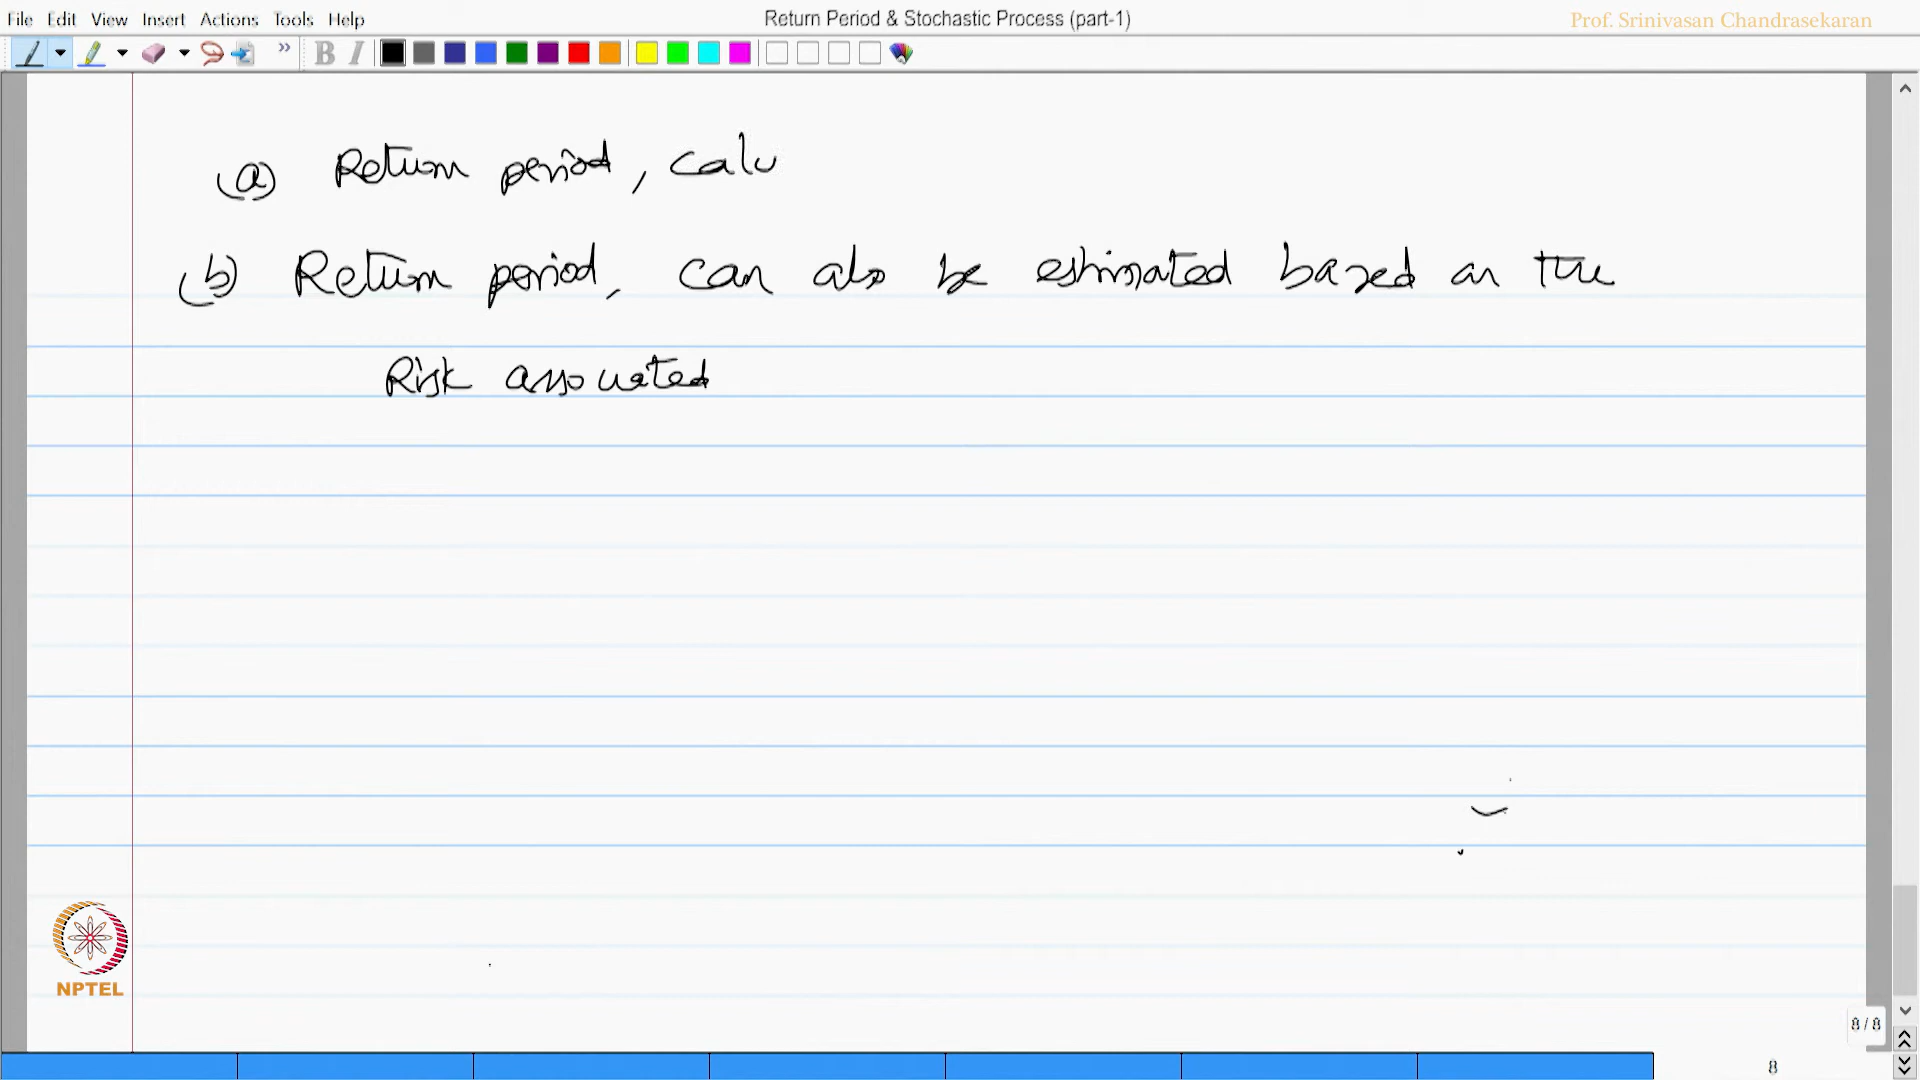 File Edit View Insert Actions Tools Help
Return Period & Stochastic Process (part-1)
Prof. Srinivasan Chandrasekaran
B I
(a) Return period, calu
(b) Return period, can also be estimated based on the
Risk associated
NPTEL
8/8
8